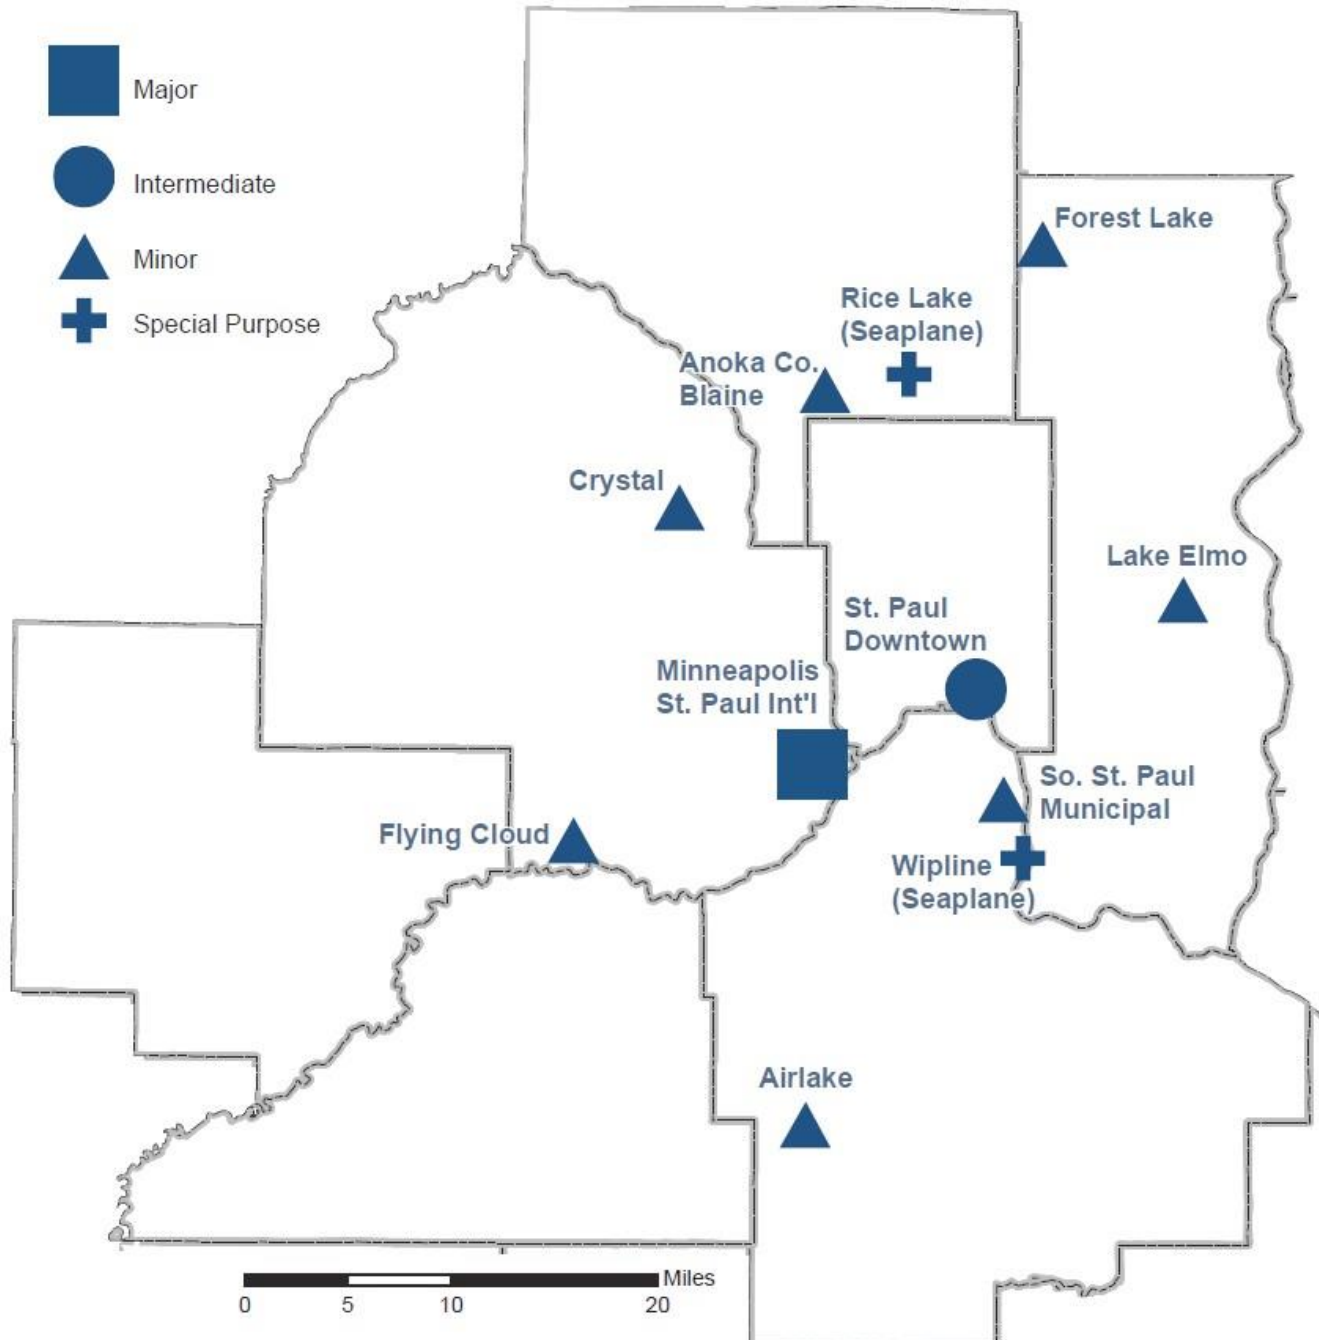 Major
Intermediate
Minor
Special Purpose
Forest Lake
Rice Lake
(Seaplane)
Anoka Co.
Blaine
Crystal
Lake Elmo
St. Paul
Downtown
Minneapolis
St. Paul Int'l
So. St. Paul
Municipal
Flying Cloud
Wipline
(Seaplane)
Airlake
Miles
0 5 10 20